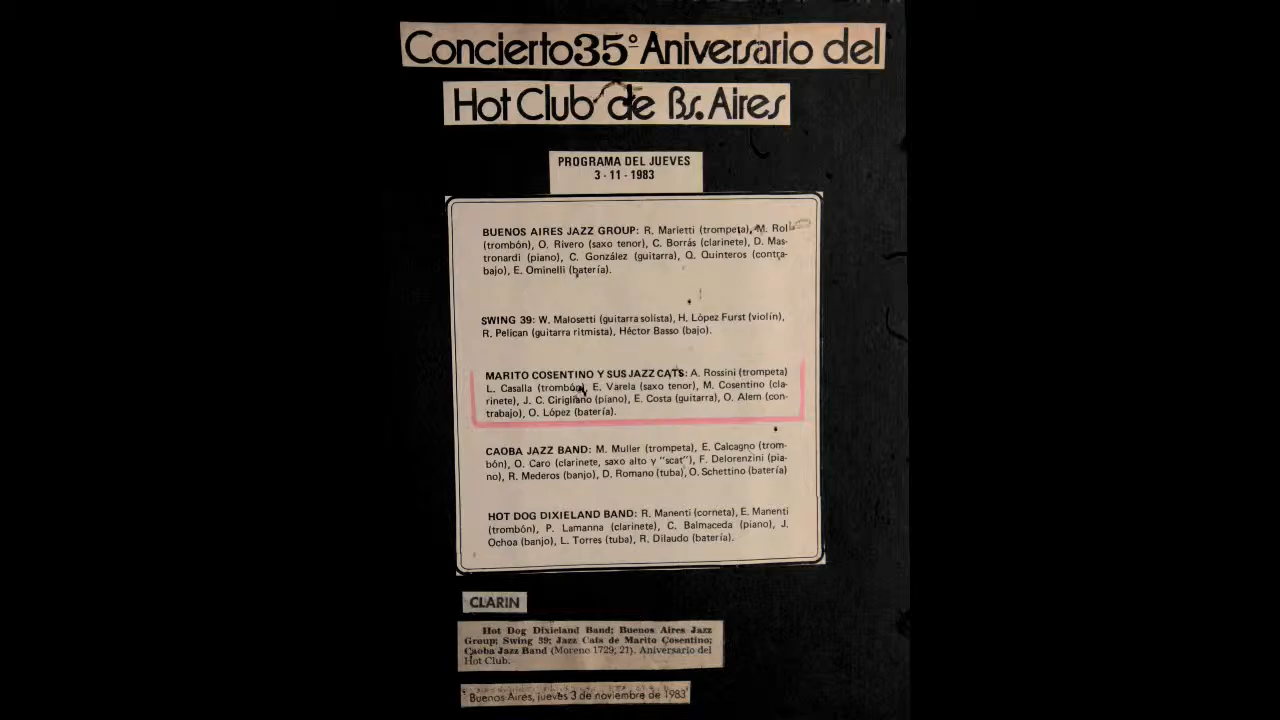 Concierto 35º Aniversario del
Hot Club de Bs. Aires
PROGRAMA DEL JUEVES
3 - 11 - 1983
BUENOS AIRES JAZZ GROUP: R. Marietti (trompeta), M. Rol
(trombón), O. Rivero (saxo tenor), C. Borrás (clarinete), D. Mas-
tronardi (piano), C. González (guitarra), Q. Quinteros (contra-
bajo), E. Ominelli (batería).
SWING 39: W. Malosetti (guitarra solista), H. López Furst (violín),
R. Pelican (guitarra ritmista), Héctor Basso (bajo).
MARITO COSENTINO Y SUS JAZZ CATS: A. Rossini (trompeta)
L. Casalla (trombón), E. Varela (saxo tenor), M. Cosentino (cla-
rinete), J. C. Cirigliano (piano), E. Costa (guitarra), O. Alem (con-
trabajo), O. López (batería).
CAOBA JAZZ BAND: M. Muller (trompeta), E. Calcagno (trom-
bón), O. Caro (clarinete, saxo alto y "scat"), F. Delorenzini (pia-
no), R. Mederos (banjo), D. Romano (tuba), O. Schettino (batería)
HOT DOG DIXIELAND BAND: R. Manenti (corneta), E. Manenti
(trombón), P. Lamanna (clarinete), C. Balmaceda (piano), J.
Ochoa (banjo), L. Torres (tuba), R. Dilaudo (batería).
CLARIN
Hot Dog Dixieland Band; Buenos Aires Jazz
Group; Swing 39; Jazz Cats de Marito Cosentino;
Caoba Jazz Band (Moreno 1729; 21). Aniversario del
Hot Club.
Buenos Aires, jueves 3 de noviembre de 1983